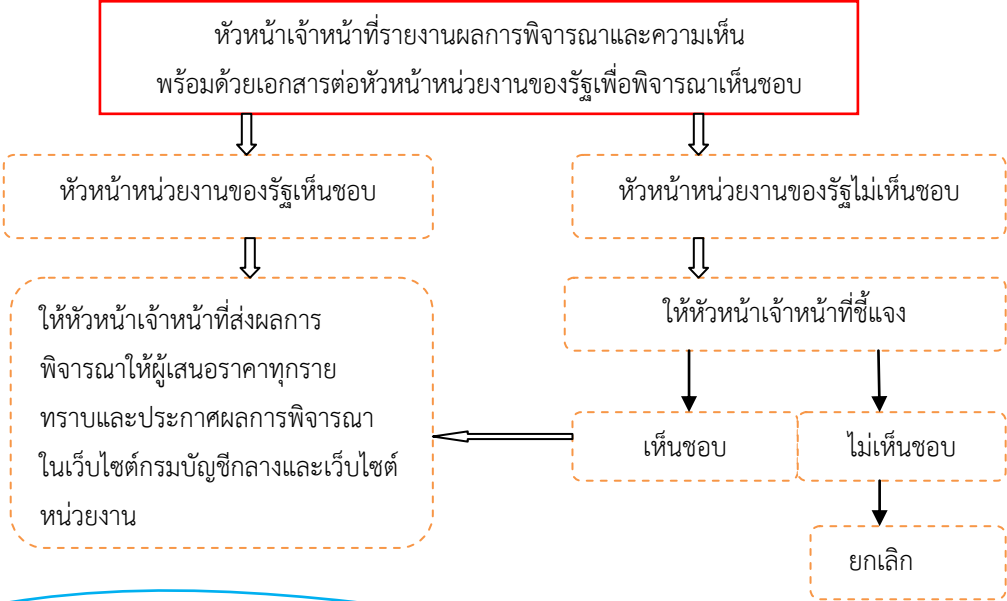 หัวหน้าเจ้าหน้าที่รายงานผลการพิจารณาและความเห็น
พร้อมด้วยเอกสารต่อหัวหน้าหน่วยงานของรัฐเพื่อพิจารณาเห็นชอบ
หัวหน้าหน่วยงานของรัฐเห็นชอบ
หัวหน้าหน่วยงานของรัฐไม่เห็นชอบ
ให้หัวหน้าเจ้าหน้าที่ส่งผลการ
พิจารณาให้ผู้เสนอราคาทุกราย
ทราบและประกาศผลการพิจารณา
ในเว็บไซต์กรมบัญชีกลางและเว็บไซต์
หน่วยงาน
ให้หัวหน้าเจ้าหน้าที่ชี้แจง
เห็นชอบ
ไม่เห็นชอบ
ยกเลิก